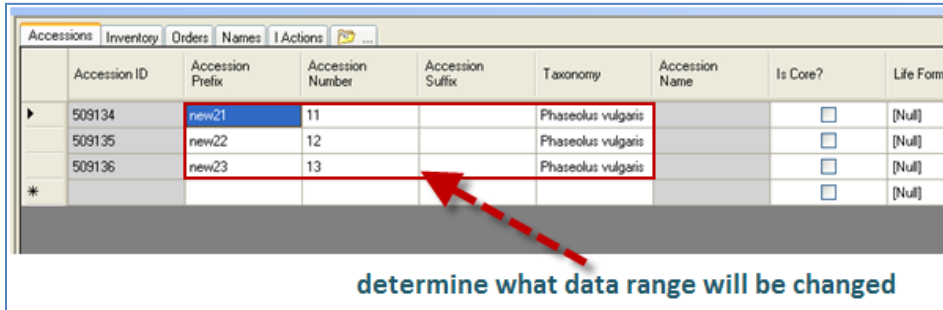 Accessions Inventory Orders Names I Actions ...
Accession ID Accession Prefix Accession Number Accession Suffix Taxonomy Accession Name Is Core? Life Form
509134 new21 11 Phaseolus vulgaris [Null]
509135 new22 12 Phaseolus vulgaris [Null]
509136 new23 13 Phaseolus vulgaris [Null]
* [Null]
determine what data range will be changed